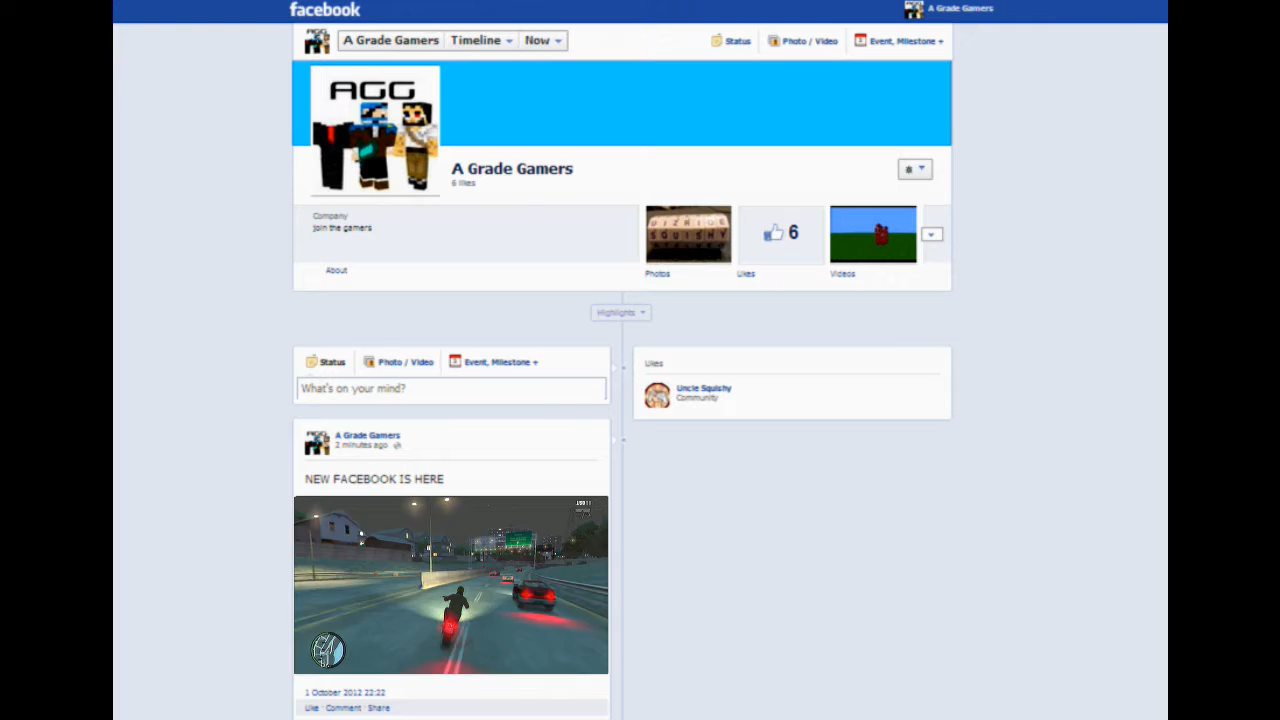 facebook
A Grade Gamers
A Grade Gamers Timeline Now
Status Photo / Video Event, Milestone +
AGG
A Grade Gamers
6 likes
Company
join the gamers
About
SQUISHY
6
Photos Likes Videos
Highlights
Status Photo / Video Event, Milestone +
What's on your mind?
Likes
Uncle Squishy
Community
A Grade Gamers
2 minutes ago
NEW FACEBOOK IS HERE
1 October 2012 22:22
Like · Comment · Share